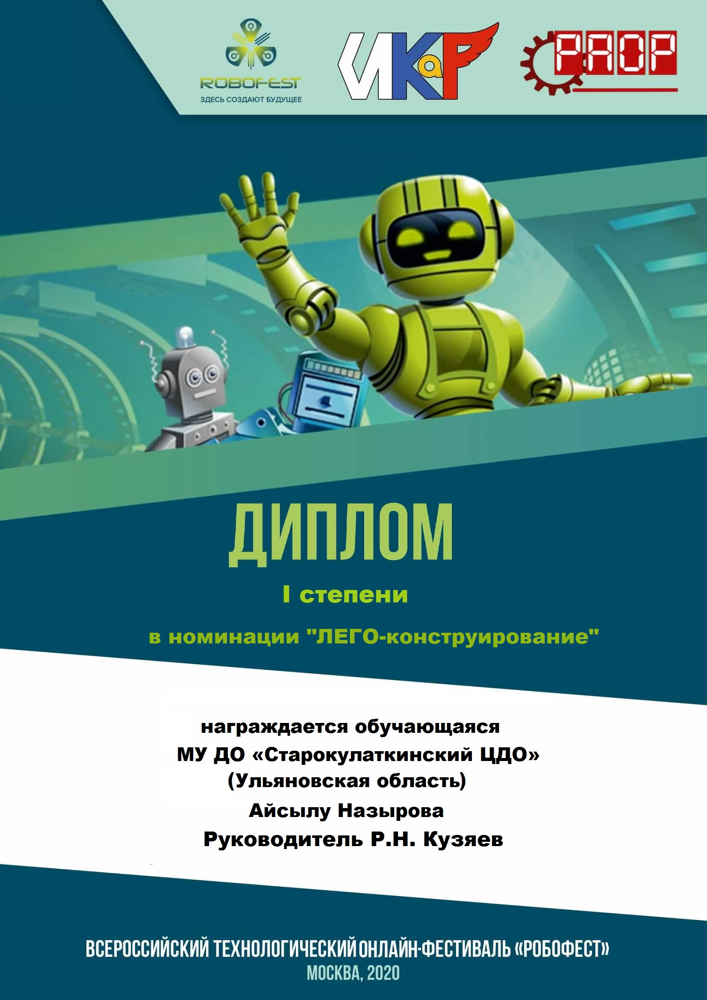 ROBOFEST
ЗДЕСЬ СОЗДАЮТ БУДУЩЕЕ
ИКаР
РАОР
ДИПЛОМ
I степени
в номинации "ЛЕГО-конструирование"
награждается обучающаяся
МУ ДО «Старокулаткинский ЦДО»
(Ульяновская область)
Айсылу Назырова
Руководитель Р.Н. Кузяев
ВСЕРОССИЙСКИЙ ТЕХНОЛОГИЧЕСКИЙ ОНЛАЙН-ФЕСТИВАЛЬ «РОБОФЕСТ»
МОСКВА, 2020